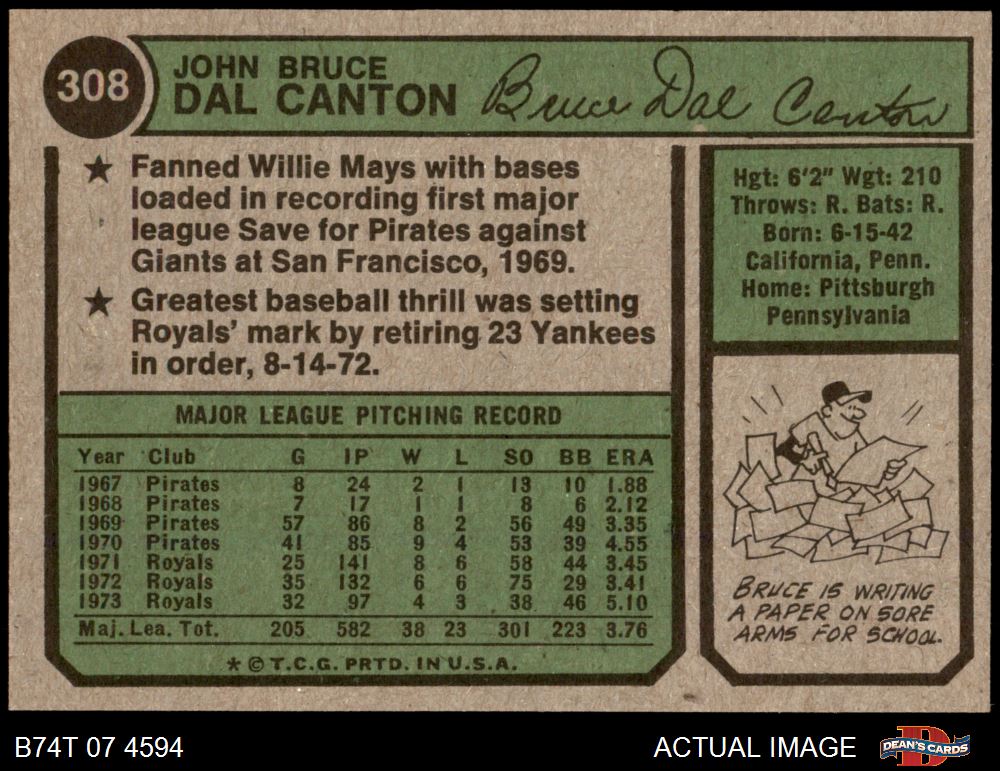 308
JOHN BRUCE
DAL CANTON
Bruce Dal Canton
★ Fanned Willie Mays with bases
loaded in recording first major
league Save for Pirates against
Giants at San Francisco, 1969.
★ Greatest baseball thrill was setting
Royals' mark by retiring 23 Yankees
in order, 8-14-72.
MAJOR LEAGUE PITCHING RECORD
Year Club G IP W L SO BB ERA
1967 Pirates 8 24 2 1 13 10 1.88
1968 Pirates 7 17 1 1 8 6 2.12
1969 Pirates 57 86 8 2 56 49 3.35
1970 Pirates 41 85 9 4 53 39 4.55
1971 Royals 25 141 8 6 58 44 3.45
1972 Royals 35 132 6 6 75 29 3.41
1973 Royals 32 97 4 3 38 46 5.10
Maj. Lea. Tot. 205 582 38 23 301 223 3.76
★ © T.C.G. PRTD. IN U.S.A.
Hgt: 6'2" Wgt: 210
Throws: R. Bats: R.
Born: 6-15-42
California, Penn.
Home: Pittsburgh
Pennsylvania
BRUCE IS WRITING
A PAPER ON SORE
ARMS FOR SCHOOL.
B74T 07 4594
ACTUAL IMAGE
DEAN'S CARDS